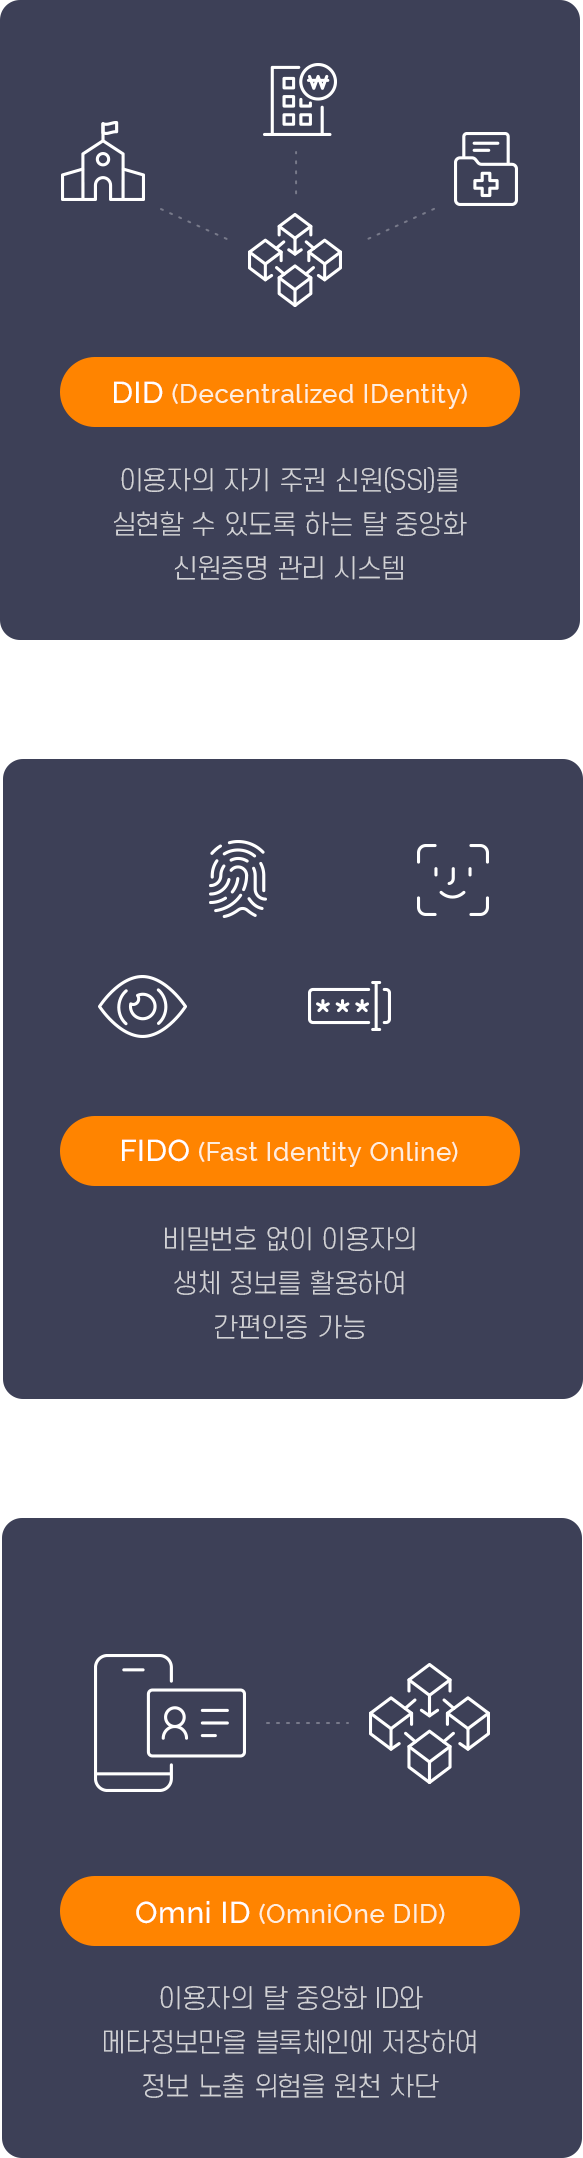 ₩
DID (Decentralized IDentity)
이용자의 자기 주권 신원(SSI)를
실현할 수 있도록 하는 탈 중앙화
신원증명 관리 시스템
***
FIDO (Fast Identity Online)
비밀번호 없이 이용자의
생체 정보를 활용하여
간편인증 가능
Omni ID (OmniOne DID)
이용자의 탈 중앙화 ID와
메타정보만을 블록체인에 저장하여
정보 노출 위험을 원천 차단